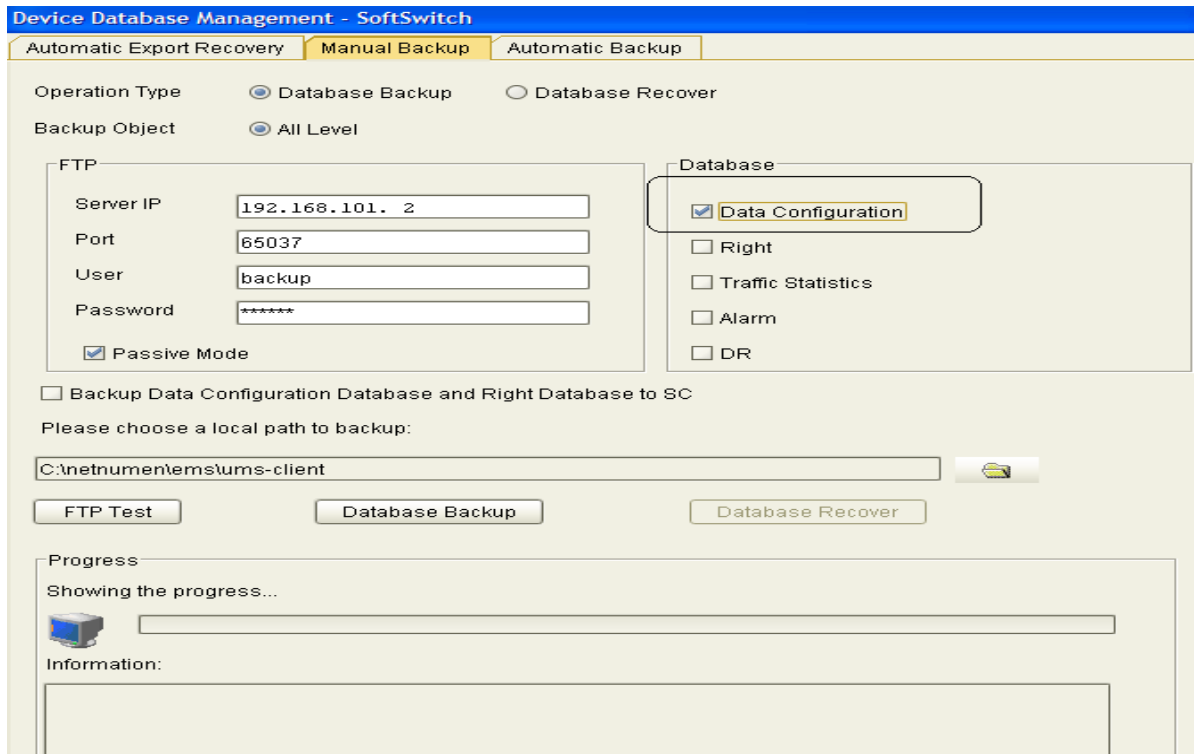 Device Database Management - SoftSwitch
Automatic Export Recovery Manual Backup Automatic Backup
Operation Type Database Backup Database Recover
Backup Object All Level
FTP
Server IP 192.168.101. 2
Port 65037
User backup
Password ******
Passive Mode
Database
Data Configuration
Right
Traffic Statistics
Alarm
DR
Backup Data Configuration Database and Right Database to SC
Please choose a local path to backup:
C:\netnumen\ems\ums-client
FTP Test Database Backup Database Recover
Progress
Showing the progress...
Information: